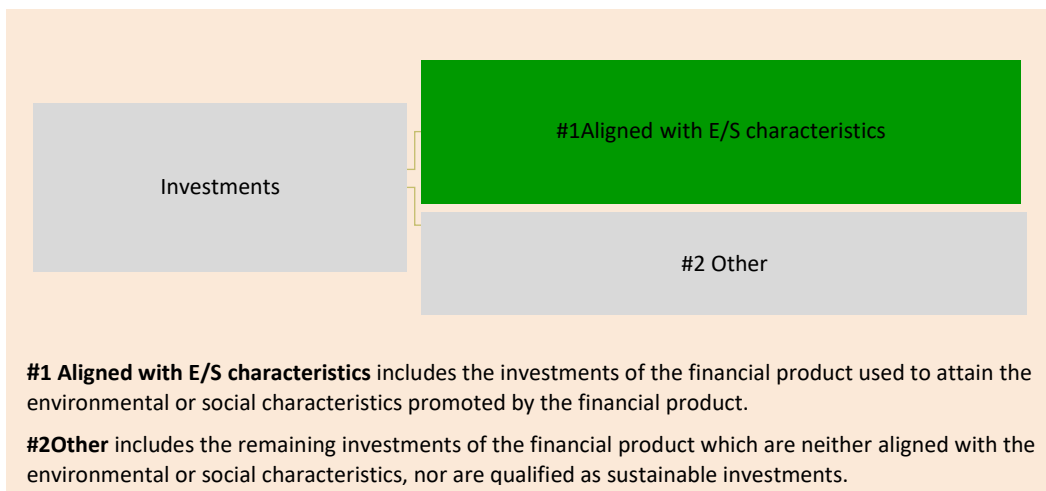 #1Aligned with E/S characteristics
Investments
#2 Other
#1 Aligned with E/S characteristics includes the investments of the financial product used to attain the
environmental or social characteristics promoted by the financial product.
#2Other includes the remaining investments of the financial product which are neither aligned with the
environmental or social characteristics, nor are qualified as sustainable investments.